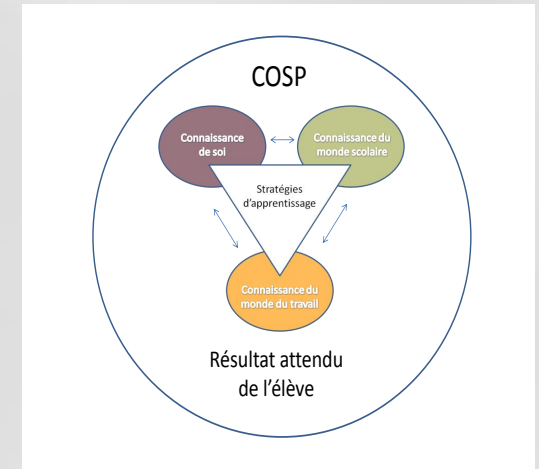 COSP
Connaissance
de soi
Connaissance du
monde scolaire
Stratégies
d'apprentissage
Connaissance du
monde du travail
Résultat attendu
de l'élève